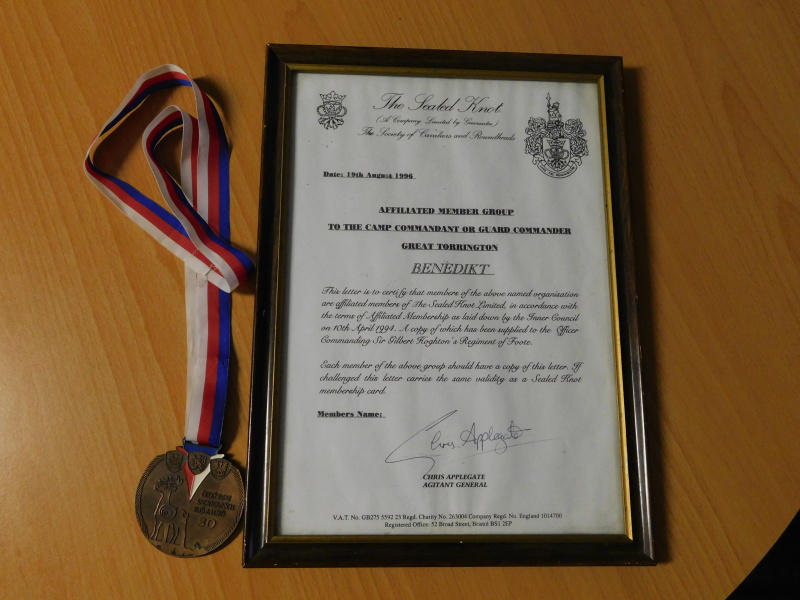 The Sealed Knot
(A Company Limited by Guarantee)
The Society of Cavaliers and Roundheads
Date: 19th August 1996
AFFILIATED MEMBER GROUP
TO THE CAMP COMMANDANT OR GUARD COMMANDER
GREAT TORRINGTON
BENEDIKT
This letter is to certify that members of the above named organisation
are affiliated members of The Sealed Knot Limited, in accordance with
the terms of Affiliated Membership as laid down by the Inner Council
on 10th April 1994. A copy of which has been supplied to the Officer
Commanding Sir Gilbert Hoghton's Regiment of Foote.
Each member of the above group should have a copy of this letter. If
challenged this letter carries the same validity as a Sealed Knot
membership card.
Members Name:
Chris Applegate
CHRIS APPLEGATE
AGITANT GENERAL
V.A.T. No. GB275 5592 23 Regd. Charity No. 263004 Company Regd. No. England 1014700
Registered Office: 52 Broad Street, Bristol BS1 2EP
30